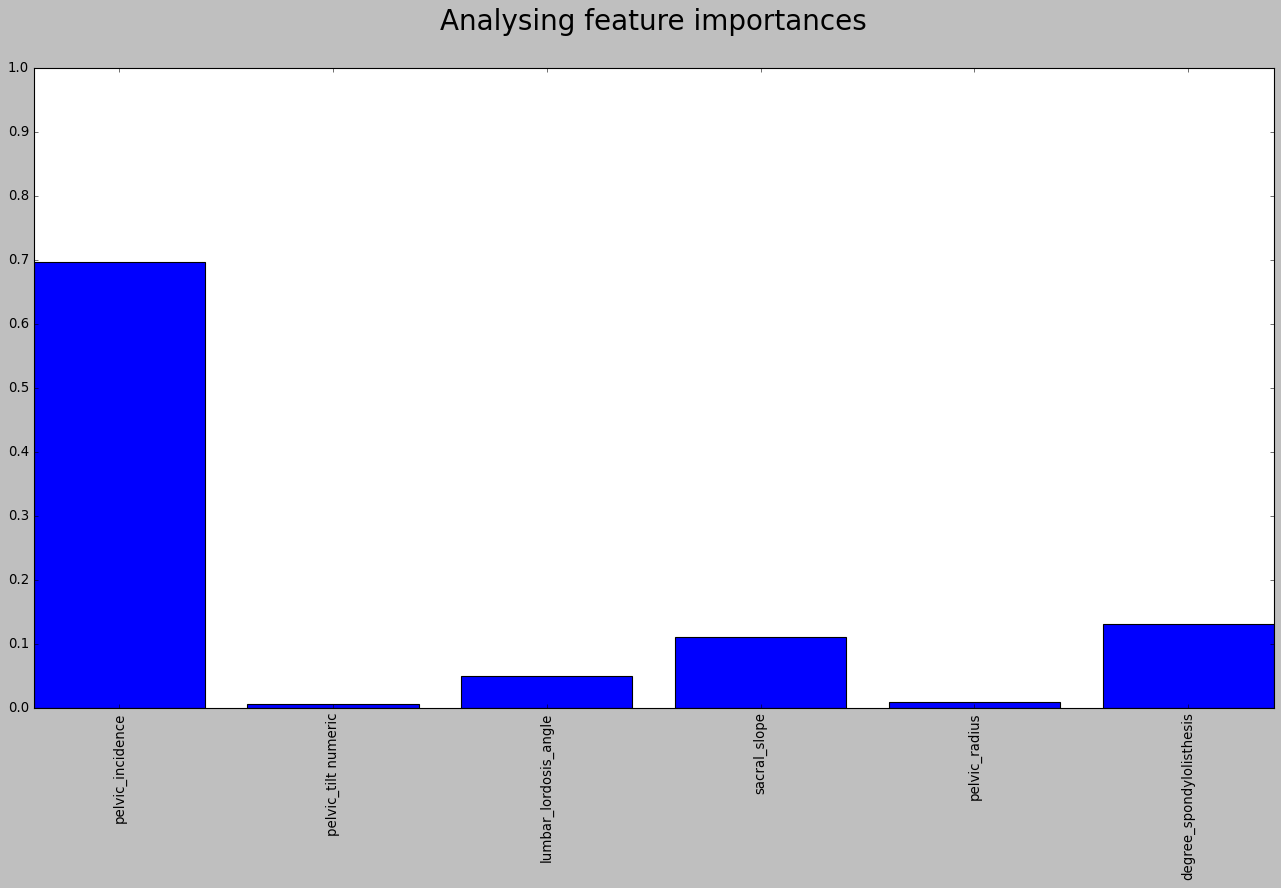 Analysing feature importances
1.0
0.9
0.8
0.7
0.6
0.5
0.4
0.3
0.2
0.1
0.0
pelvic_incidence
pelvic_tilt numeric
lumbar_lordosis_angle
sacral_slope
pelvic_radius
degree_spondylolisthesis